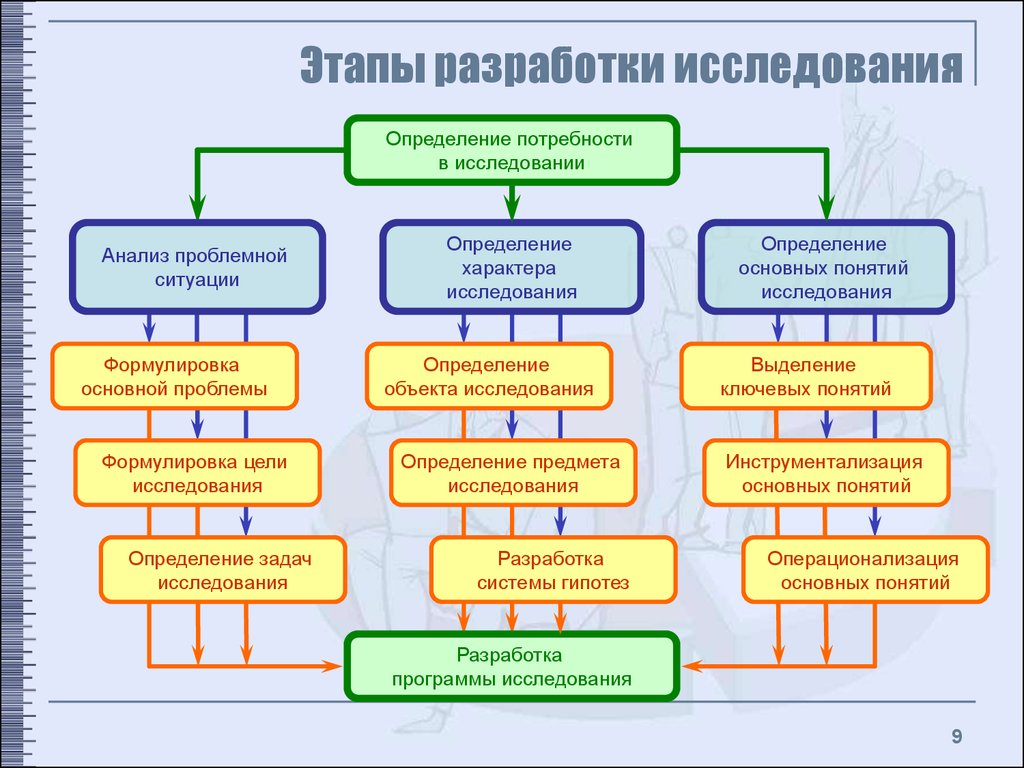 Этапы разработки исследования
Определение потребности
в исследовании
Анализ проблемной
ситуации
Определение
характера
исследования
Определение
основных понятий
исследования
Формулировка
основной проблемы
Определение
объекта исследования
Выделение
ключевых понятий
Формулировка цели
исследования
Определение предмета
исследования
Инструментализация
основных понятий
Определение задач
исследования
Разработка
системы гипотез
Операционализация
основных понятий
Разработка
программы исследования
9